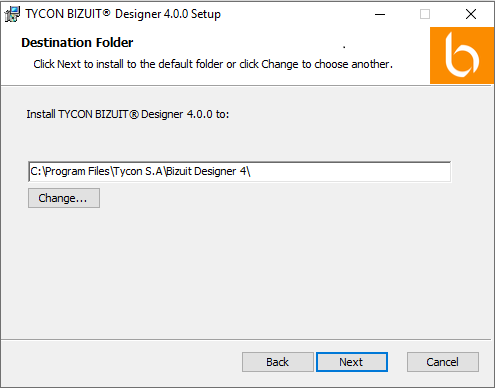 TYCON BIZUIT® Designer 4.0.0 Setup
Destination Folder
Click Next to install to the default folder or click Change to choose another.
Install TYCON BIZUIT® Designer 4.0.0 to:
C:\Program Files\Tycon S.A\Bizuit Designer 4\
Change...
Back Next Cancel